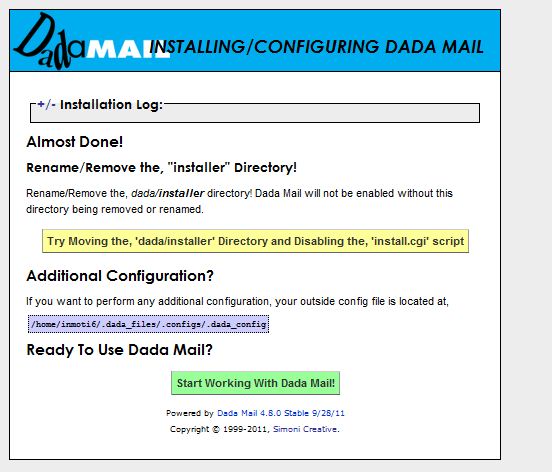 Dada MAIL INSTALLING/CONFIGURING DADA MAIL
+/- Installation Log:
Almost Done!
Rename/Remove the, "installer" Directory!
Rename/Remove the, dada/installer directory! Dada Mail will not be enabled without this
directory being removed or renamed.
Try Moving the, 'dada/installer' Directory and Disabling the, 'install.cgi' script
Additional Configuration?
If you want to perform any additional configuration, your outside config file is located at,
/home/inmoti6/.dada_files/.configs/.dada_config
Ready To Use Dada Mail?
Start Working With Dada Mail!
Powered by Dada Mail 4.8.0 Stable 9/28/11
Copyright © 1999-2011, Simoni Creative.